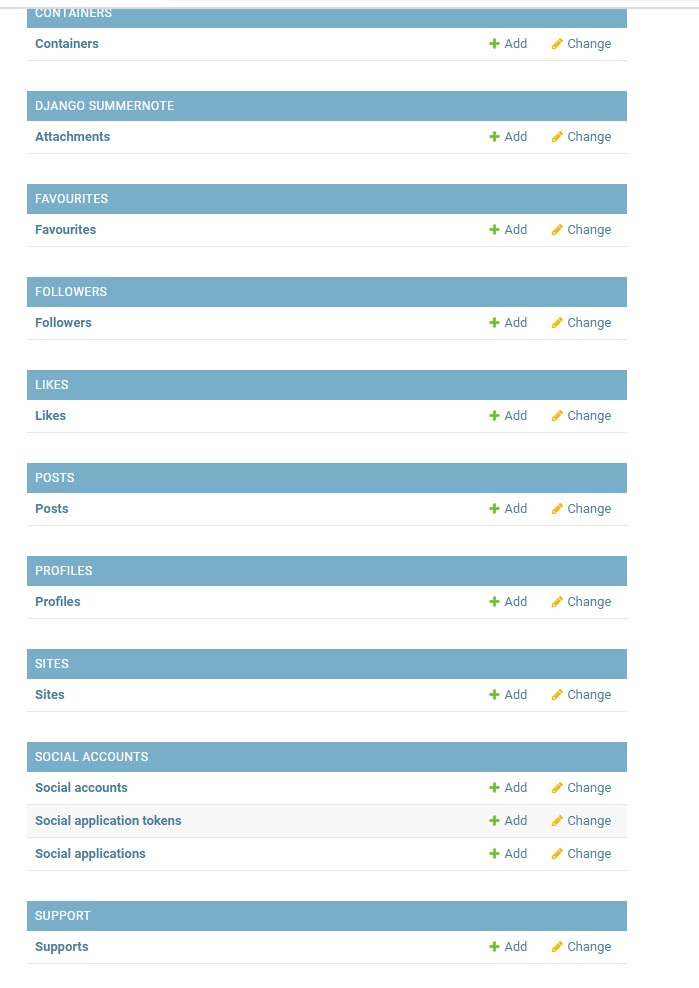 CONTAINERS
Containers Add Change
DJANGO SUMMERNOTE
Attachments Add Change
FAVOURITES
Favourites Add Change
FOLLOWERS
Followers Add Change
LIKES
Likes Add Change
POSTS
Posts Add Change
PROFILES
Profiles Add Change
SITES
Sites Add Change
SOCIAL ACCOUNTS
Social accounts Add Change
Social application tokens Add Change
Social applications Add Change
SUPPORT
Supports Add Change